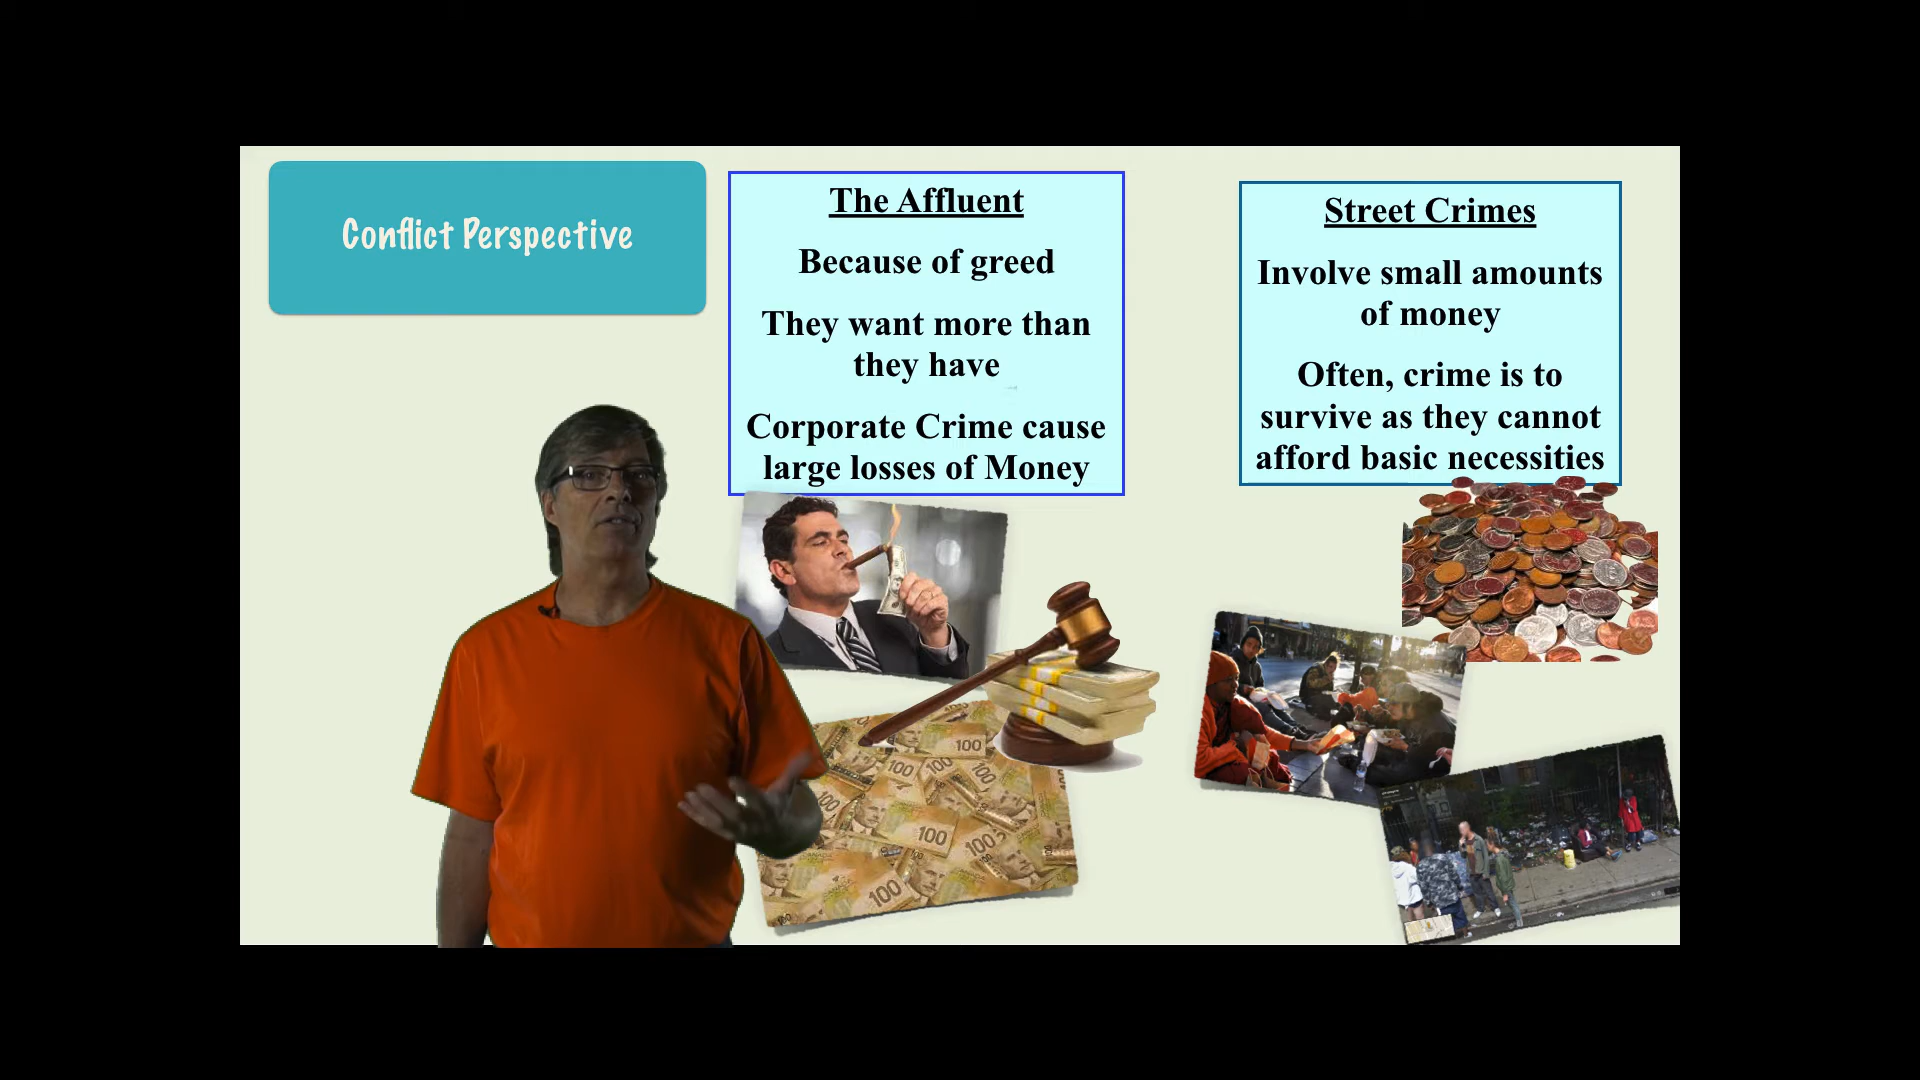 Conflict Perspective
The Affluent
Because of greed
They want more than
they have
Corporate Crime cause
large losses of Money
Street Crimes
Involve small amounts
of money
Often, crime is to
survive as they cannot
afford basic necessities
100
100
100
100
100
100
100
100